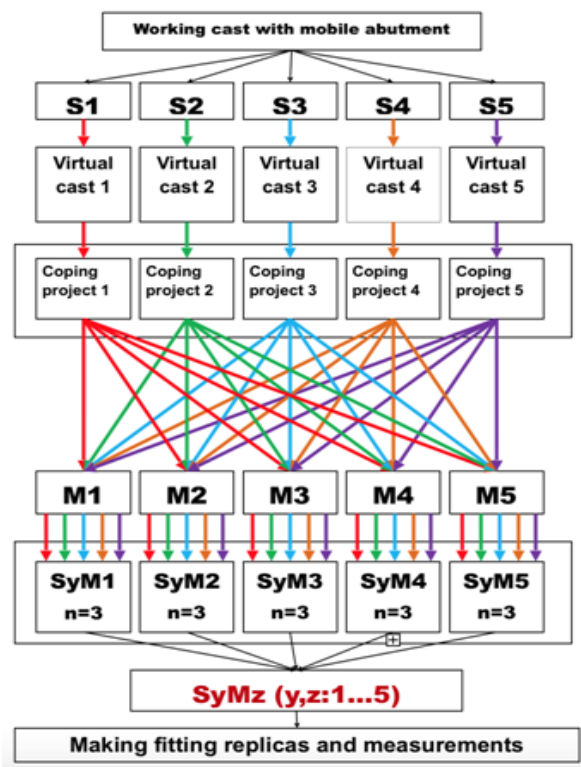 Working cast with mobile abutment
S1 S2 S3 S4 S5
Virtual cast 1
Virtual cast 2
Virtual cast 3
Virtual cast 4
Virtual cast 5
Coping project 1
Coping project 2
Coping project 3
Coping project 4
Coping project 5
M1 M2 M3 M4 M5
SyM1 SyM2 SyM3 SyM4 SyM5
n=3 n=3 n=3 n=3 n=3
SyMz (y,z:1...5)
Making fitting replicas and measurements